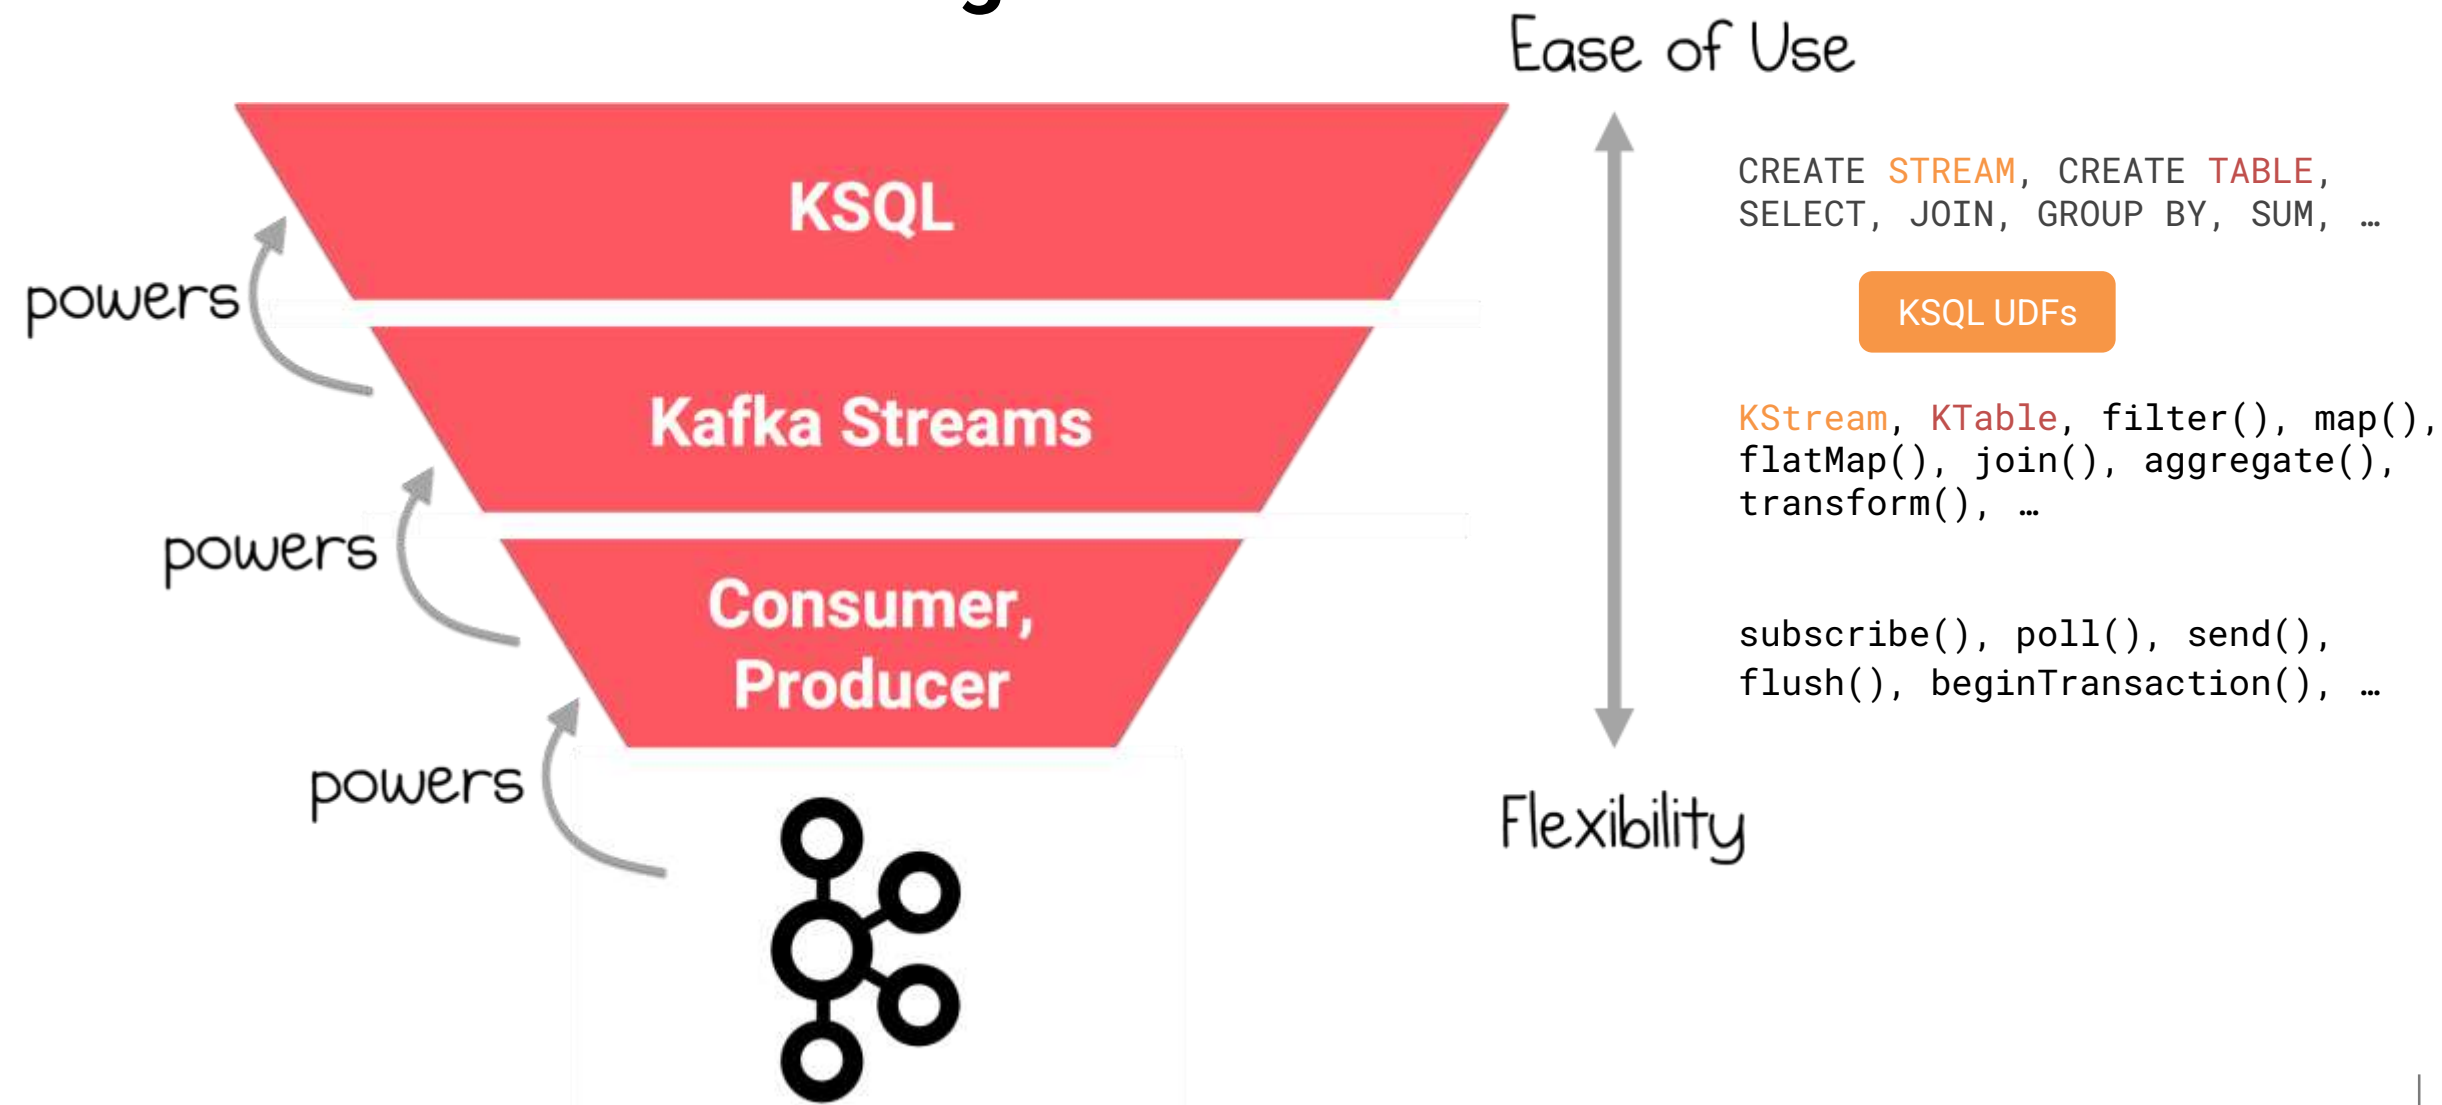 Ease of Use
KSQL
CREATE STREAM, CREATE TABLE,
SELECT, JOIN, GROUP BY, SUM, …
powers
KSQL UDFs
Kafka Streams
KStream, KTable, filter(), map(),
flatMap(), join(), aggregate(),
transform(), …
powers
Consumer,
Producer
subscribe(), poll(), send(),
flush(), beginTransaction(), …
powers
Flexibility